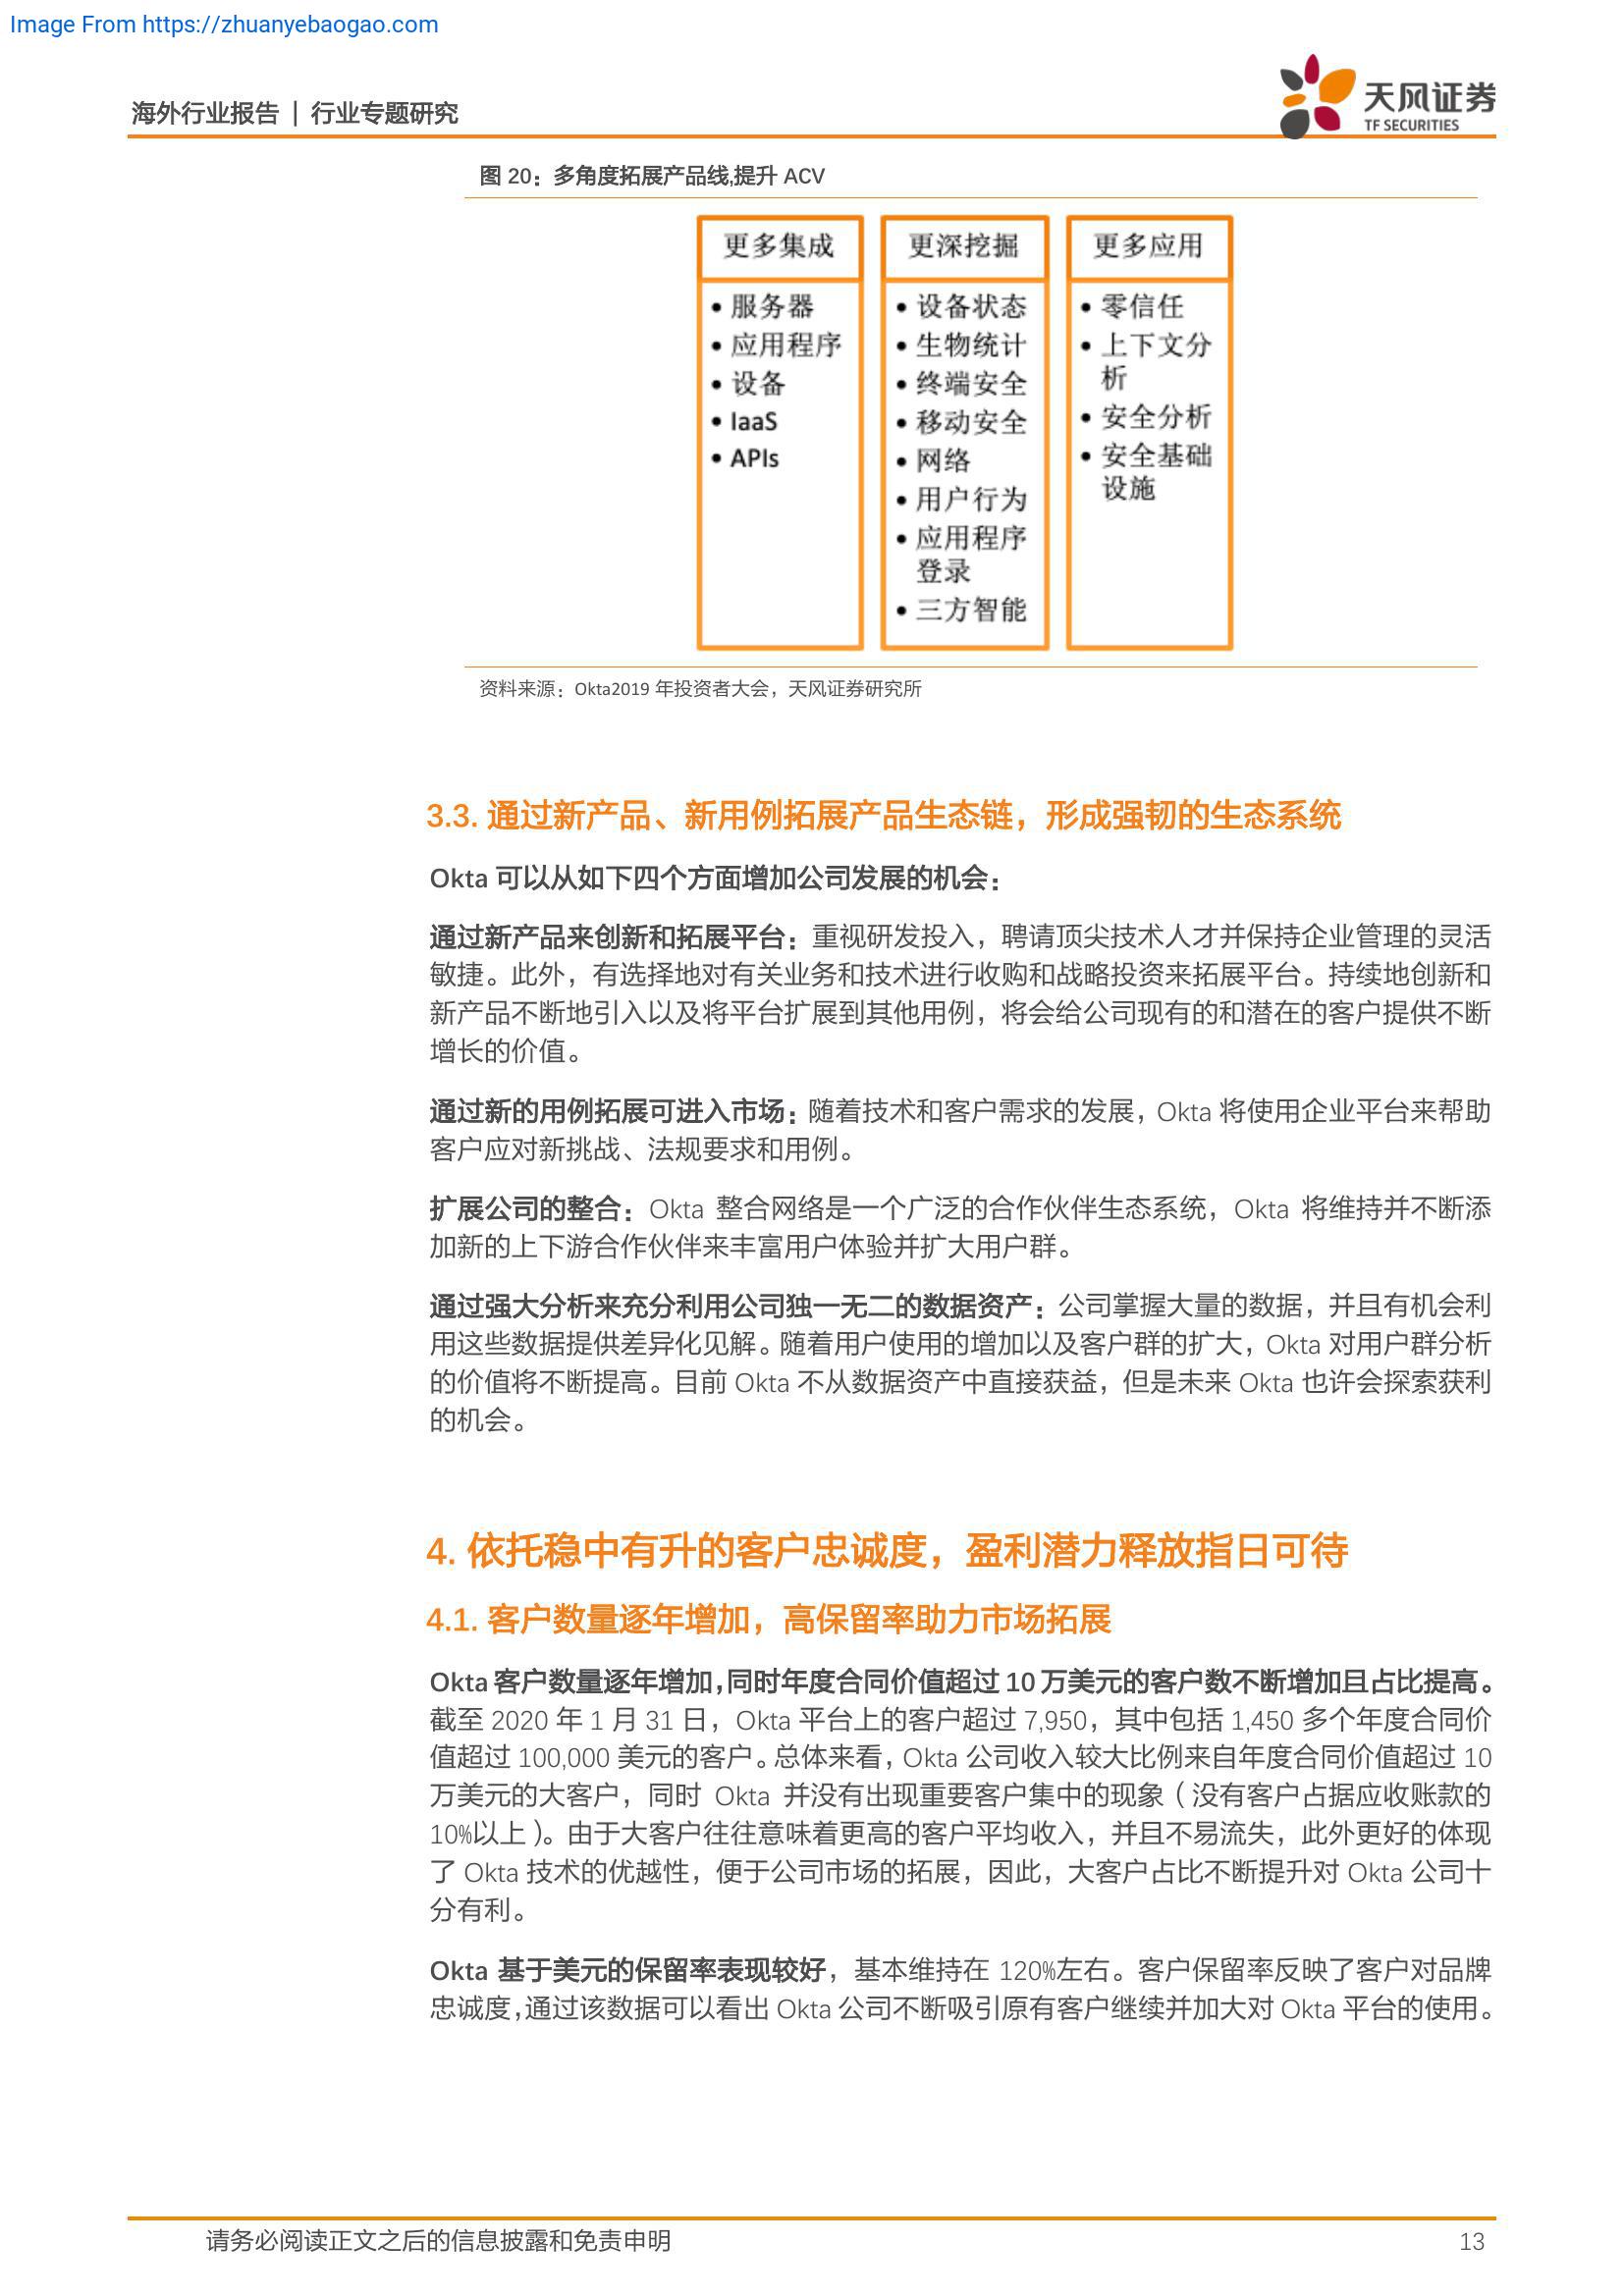 Image From https://zhuanyebaogao.com
海外行业报告 | 行业专题研究
天风证券
TF SECURITIES
图 20：多角度拓展产品线,提升 ACV
更多集成
• 服务器
• 应用程序
• 设备
• IaaS
• APIs
更深挖掘
• 设备状态
• 生物统计
• 终端安全
• 移动安全
• 网络
• 用户行为
• 应用程序
登录
• 三方智能
更多应用
• 零信任
• 上下文分
析
• 安全分析
• 安全基础
设施
资料来源：Okta2019 年投资者大会，天风证券研究所
3.3. 通过新产品、新用例拓展产品生态链，形成强韧的生态系统
Okta 可以从如下四个方面增加公司发展的机会：
通过新产品来创新和拓展平台：重视研发投入，聘请顶尖技术人才并保持企业管理的灵活
敏捷。此外，有选择地对有关业务和技术进行收购和战略投资来拓展平台。持续地创新和
新产品不断地引入以及将平台扩展到其他用例，将会给公司现有的和潜在的客户提供不断
增长的价值。
通过新的用例拓展可进入市场：随着技术和客户需求的发展，Okta 将使用企业平台来帮助
客户应对新挑战、法规要求和用例。
扩展公司的整合：Okta 整合网络是一个广泛的合作伙伴生态系统，Okta 将维持并不断添
加新的上下游合作伙伴来丰富用户体验并扩大用户群。
通过强大分析来充分利用公司独一无二的数据资产：公司掌握大量的数据，并且有机会利
用这些数据提供差异化见解。随着用户使用的增加以及客户群的扩大，Okta 对用户群分析
的价值将不断提高。目前 Okta 不从数据资产中直接获益，但是未来 Okta 也许会探索获利
的机会。
4. 依托稳中有升的客户忠诚度，盈利潜力释放指日可待
4.1. 客户数量逐年增加，高保留率助力市场拓展
Okta 客户数量逐年增加，同时年度合同价值超过 10 万美元的客户数不断增加且占比提高。
截至 2020 年 1 月 31 日，Okta 平台上的客户超过 7,950，其中包括 1,450 多个年度合同价
值超过 100,000 美元的客户。总体来看，Okta 公司收入较大比例来自年度合同价值超过 10
万美元的大客户，同时 Okta 并没有出现重要客户集中的现象（没有客户占据应收账款的
10%以上）。由于大客户往往意味着更高的客户平均收入，并且不易流失，此外更好的体现
了 Okta 技术的优越性，便于公司市场的拓展，因此，大客户占比不断提升对 Okta 公司十
分有利。
Okta 基于美元的保留率表现较好，基本维持在 120%左右。客户保留率反映了客户对品牌
忠诚度，通过该数据可以看出 Okta 公司不断吸引原有客户继续并加大对 Okta 平台的使用。
请务必阅读正文之后的信息披露和免责申明
13